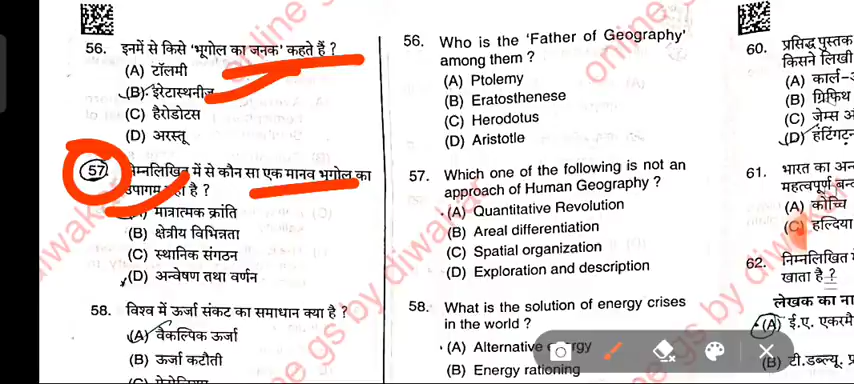 56. इनमें से किसे 'भूगोल का जनक' कहते हैं ?
(A) टॉलमी
(B) इरेटास्थनीज
(C) हैरोडोटस
(D) अरस्तू
57. निम्नलिखित में से कौन सा एक मानव भूगोल का
उपागम नहीं है ?
(A) मात्रात्मक क्रांति
(B) क्षेत्रीय विभिन्नता
(C) स्थानिक संगठन
(D) अन्वेषण तथा वर्णन
58. विश्व में ऊर्जा संकट का समाधान क्या है ?
(A) वैकल्पिक ऊर्जा
(B) ऊर्जा कटौती
56. Who is the 'Father of Geography'
among them ?
(A) Ptolemy
(B) Eratosthenese
(C) Herodotus
(D) Aristotle
57. Which one of the following is not an
approach of Human Geography ?
(A) Quantitative Revolution
(B) Areal differentiation
(C) Spatial organization
(D) Exploration and description
58. What is the solution of energy crises
in the world ?
(A) Alternative
(B) Energy rationing
60. प्रसिद्ध पुस्तक
किसने लिखी
(A) कार्ल
(B) ग्रिफिथ
(C) जेम्स
(D) हंटिंगटन
61. भारत का
महत्वपूर्ण
(A) कोच्चि
(C) हल्दिया
62. निम्नलिखित
खाता है ?
लेखक का
(A) ई.ए. एकरमै
(B) टी.डब्ल्यू.
online gs by diwakar